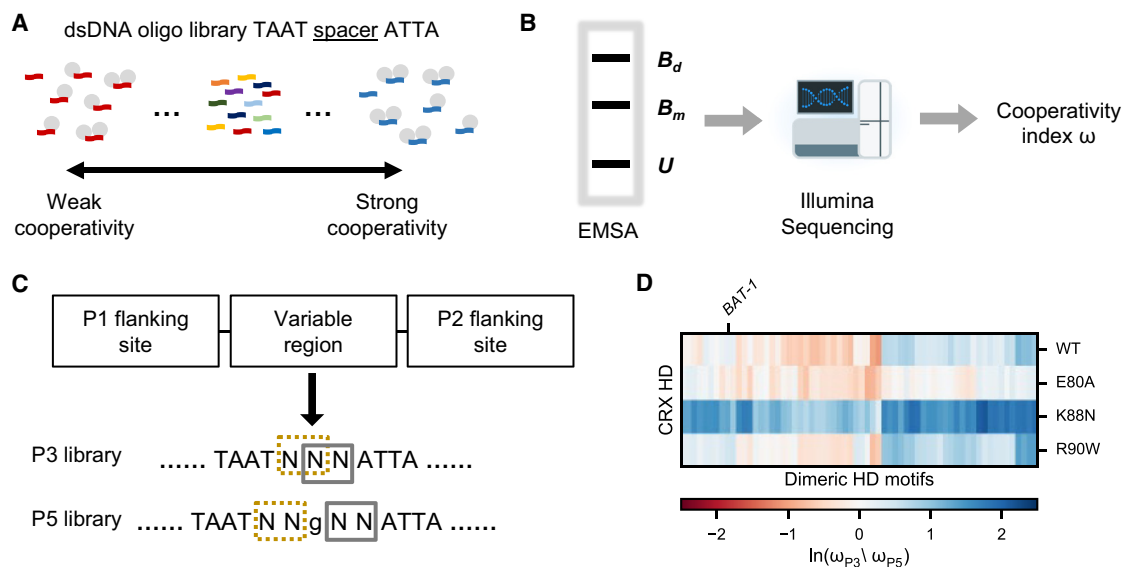 A
dsDNA oligo library TAAT spacer ATTA
... ...
Weak cooperativity
Strong cooperativity
B
B_d
B_m
U
EMSA
Illumina Sequencing
Cooperativity index ω
C
P1 flanking site
Variable region
P2 flanking site
P3 library
...... TAAT N N N ATTA ......
P5 library
...... TAAT N N g N N ATTA ......
D
BAT-1
CRX HD
WT
E80A
K88N
R90W
Dimeric HD motifs
−2 −1 0 1 2
ln(ω_P3\ ω_P5)